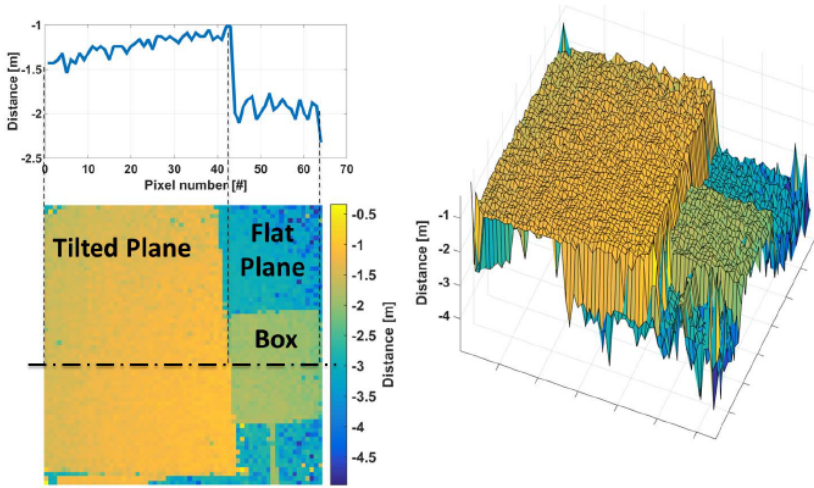 -1
-1.5
-2
-2.5
Distance [m]
0 10 20 30 40 50 60 70
Pixel number [#]
Tilted Plane
Flat
Plane
Box
-0.5
-1
-1.5
-2
-2.5
-3
-3.5
-4
-4.5
Distance [m]
-1
-2
-3
-4
Distance [m]